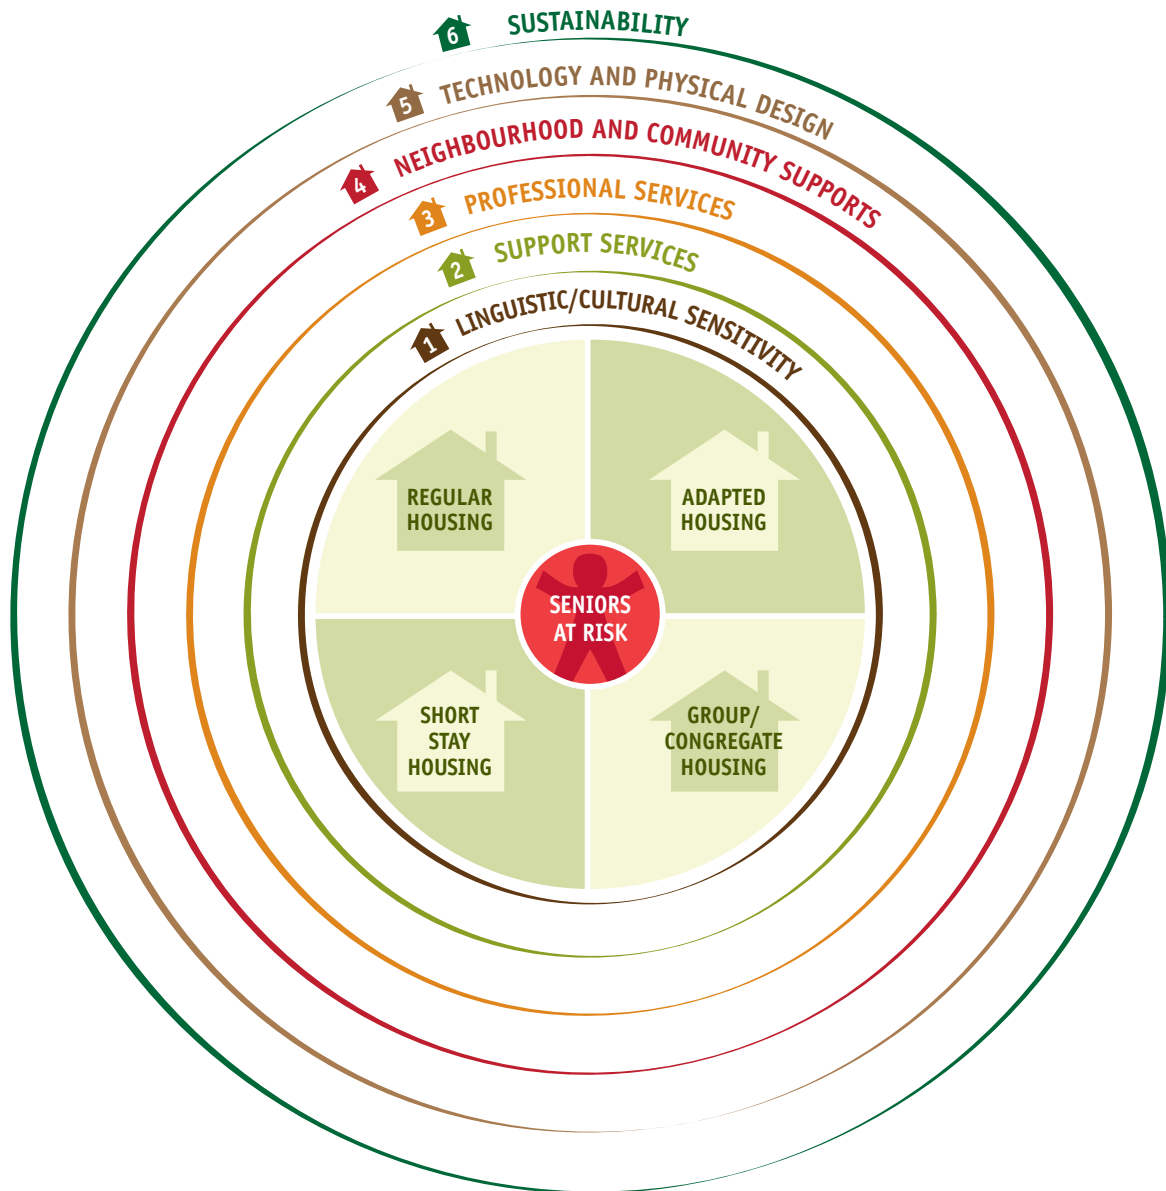 6 SUSTAINABILITY
5 TECHNOLOGY AND PHYSICAL DESIGN
4 NEIGHBOURHOOD AND COMMUNITY SUPPORTS
3 PROFESSIONAL SERVICES
2 SUPPORT SERVICES
1 LINGUISTIC/CULTURAL SENSITIVITY
REGULAR
HOUSING
ADAPTED
HOUSING
SENIORS
AT RISK
SHORT
STAY
HOUSING
GROUP/
CONGREGATE
HOUSING